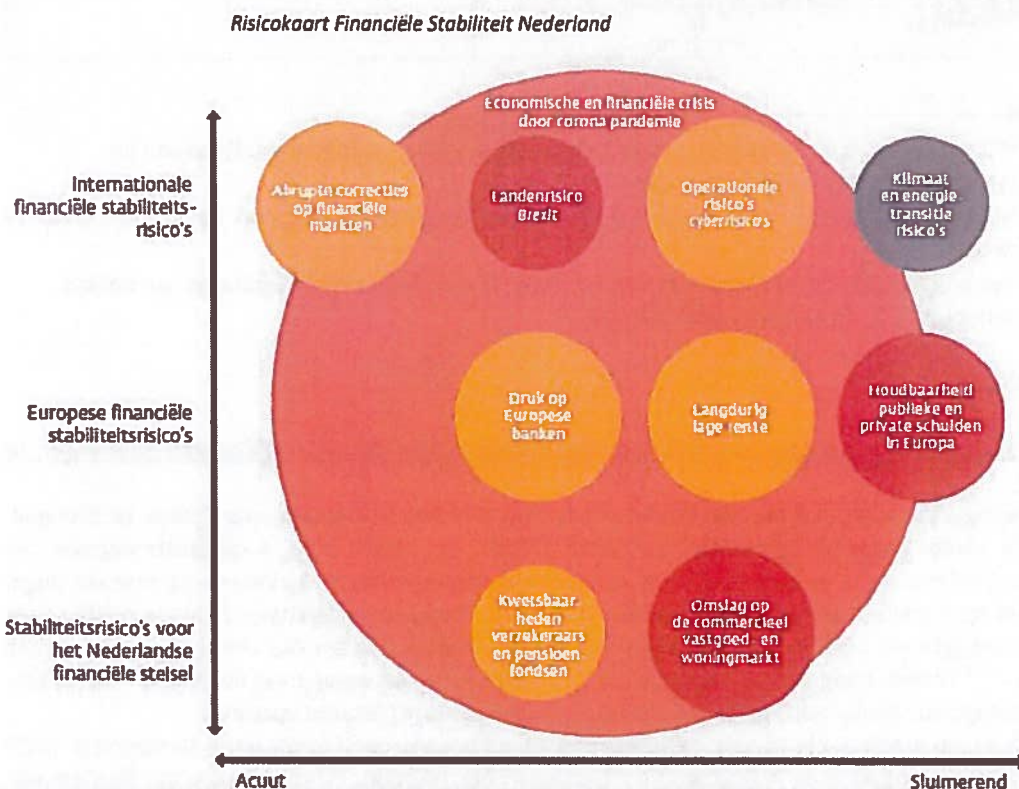 Risicokaart Financiële Stabiliteit Nederland
Economische en financiële crisis
door corona pandemie
Internationale
financiële stabiliteits-
risico's
Abrupte correcties
op financiële
markten
Landenrisico
Brexit
Operationele
risico's
cyberrisico's
Klimaat
en energie-
transitie
risico's
Europese financiële
stabiliteitsrisico's
Druk op
Europese
banken
Langdurig
lage rente
Houdbaarheid
publieke en
private schulden
in Europa
Stabiliteitsrisico's voor
het Nederlandse
financiële stelsel
Kwetsbaar
heden
verzekeraars
en pensioen
fondsen
Omslag op
de commercieel
vastgoed- en
woningmarkt
Acuut
Sluimerend